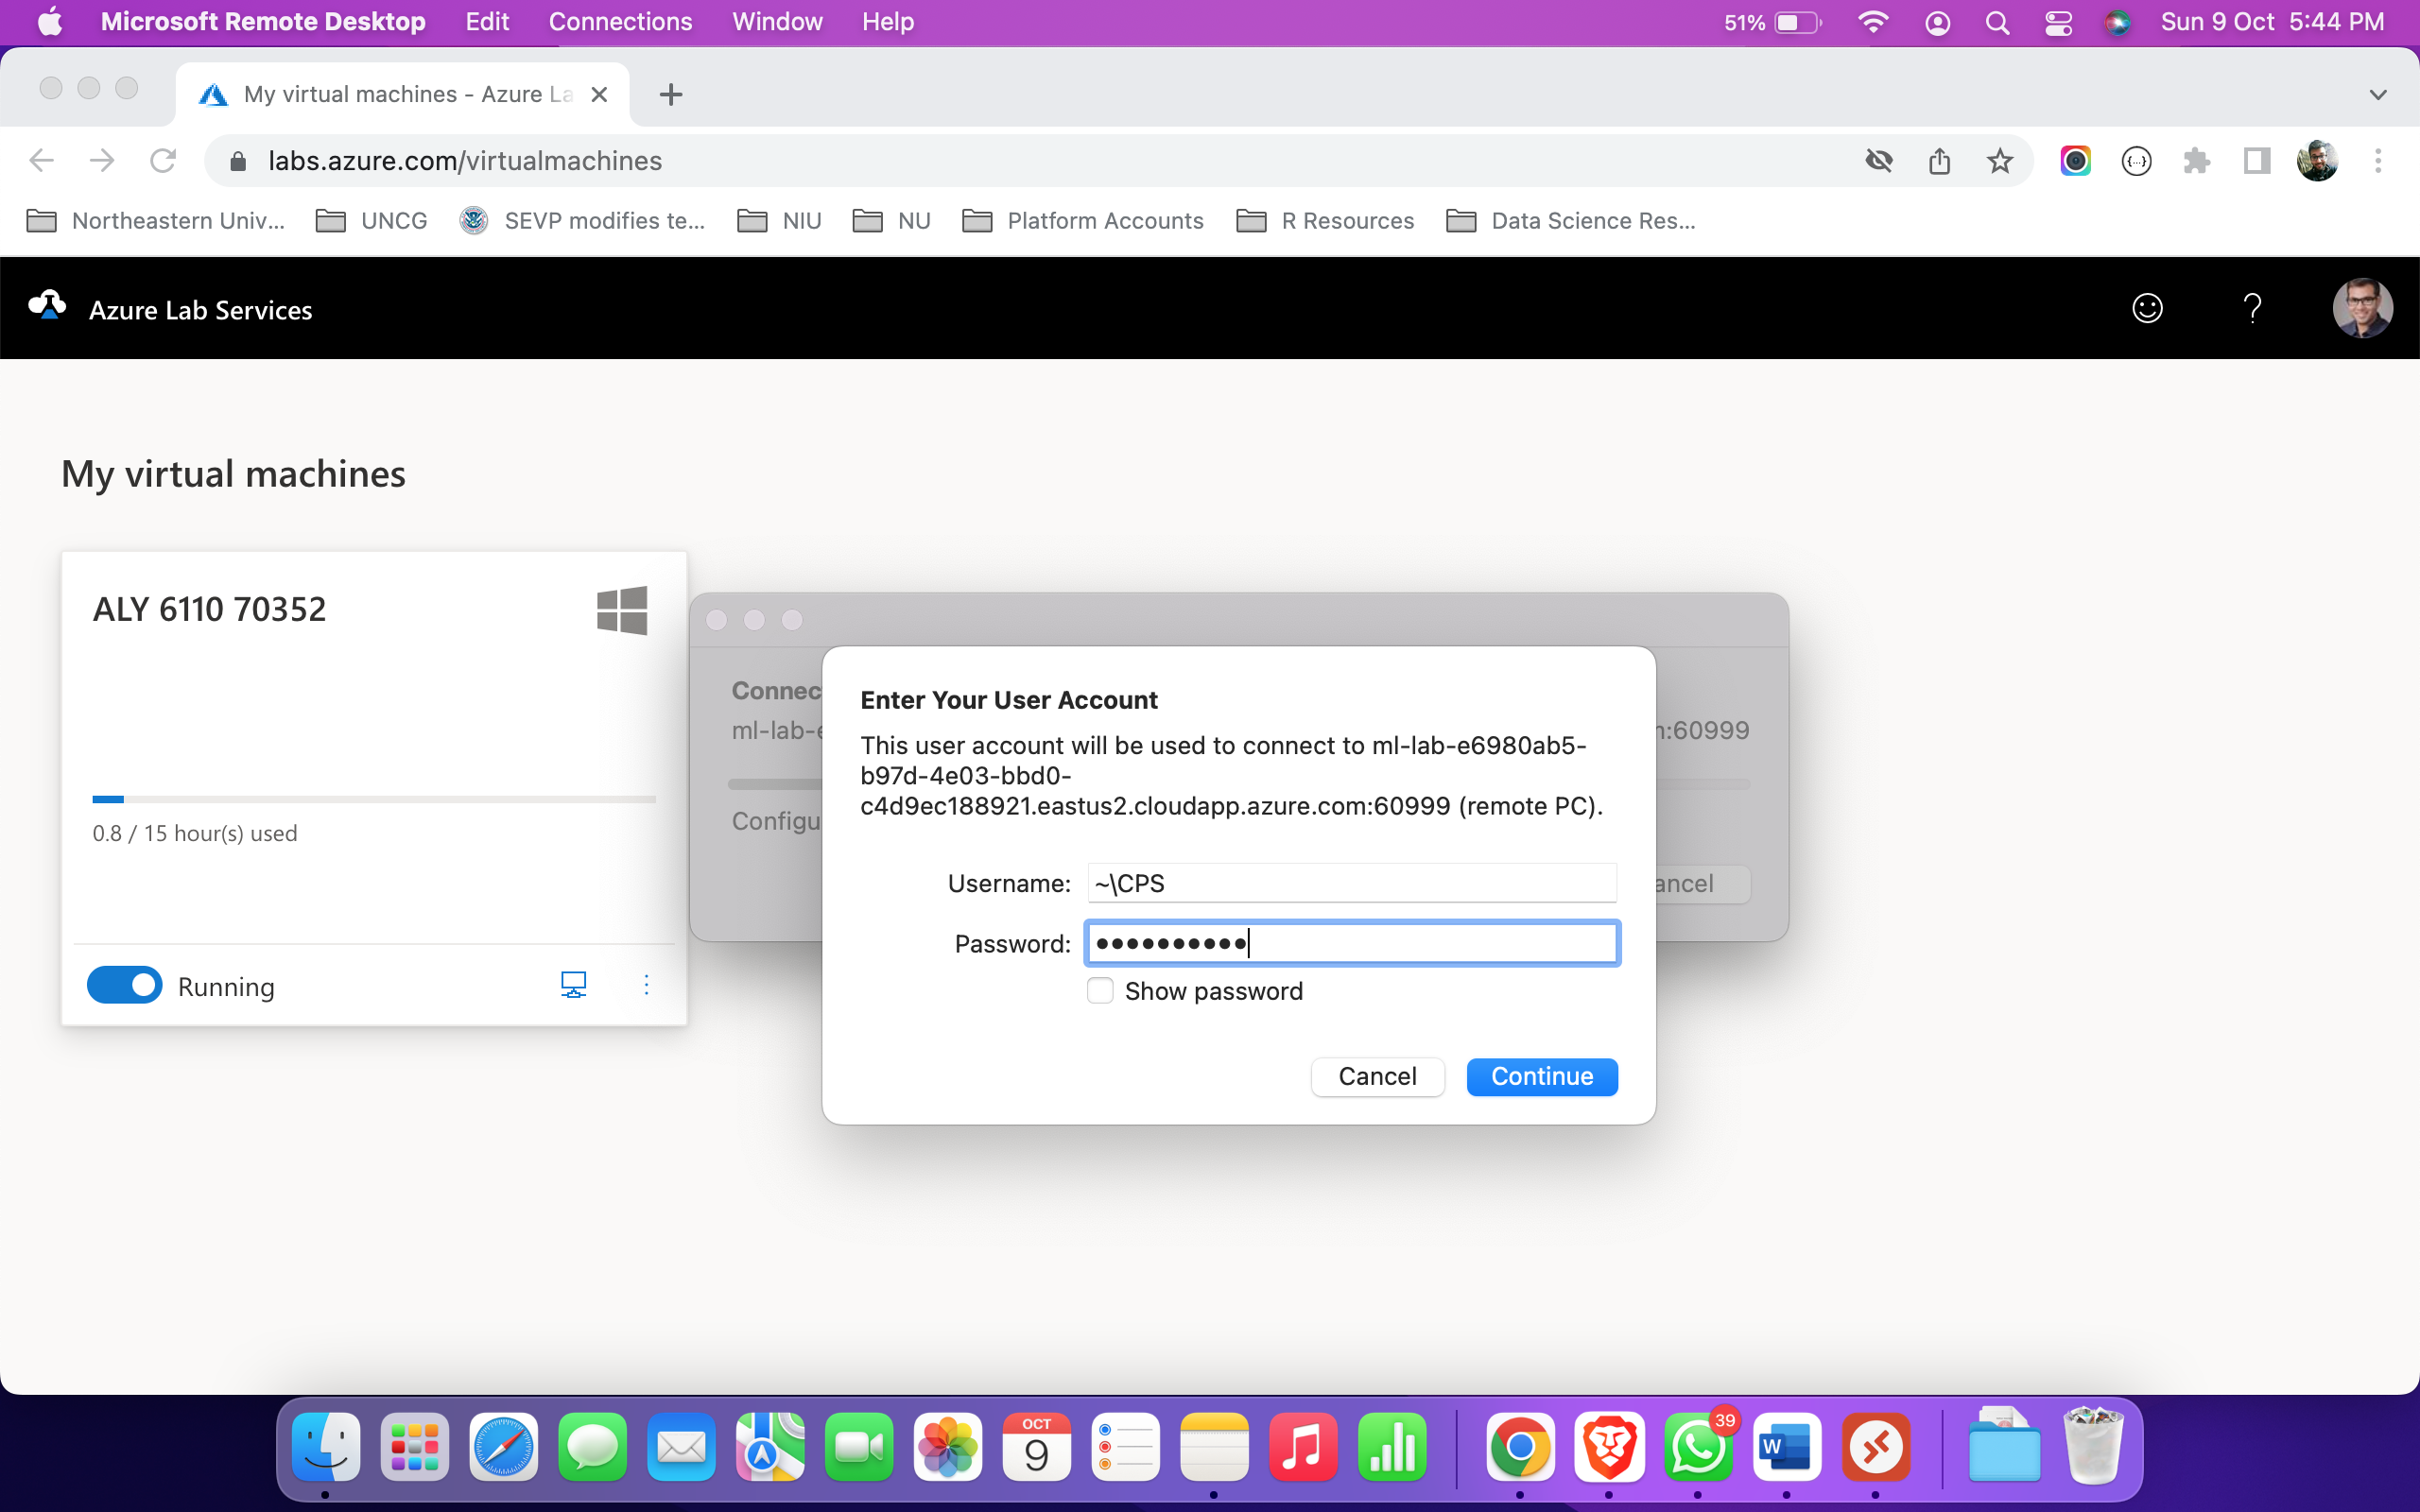 Microsoft Remote Desktop Edit Connections Window Help 51% Sun 9 Oct 5:44 PM
My virtual machines - Azure La
labs.azure.com/virtualmachines
Northeastern Univ... UNCG SEVP modifies te... NIU NU Platform Accounts R Resources Data Science Res...
Azure Lab Services ?
My virtual machines
ALY 6110 70352
0.8 / 15 hour(s) used
Running
Connec
ml-lab-e :60999
Configu
ancel
Enter Your User Account
This user account will be used to connect to ml-lab-e6980ab5-
b97d-4e03-bbd0-
c4d9ec188921.eastus2.cloudapp.azure.com:60999 (remote PC).
Username: ~\CPS
Password: ••••••••••
Show password
Cancel Continue
OCT
9
39
W